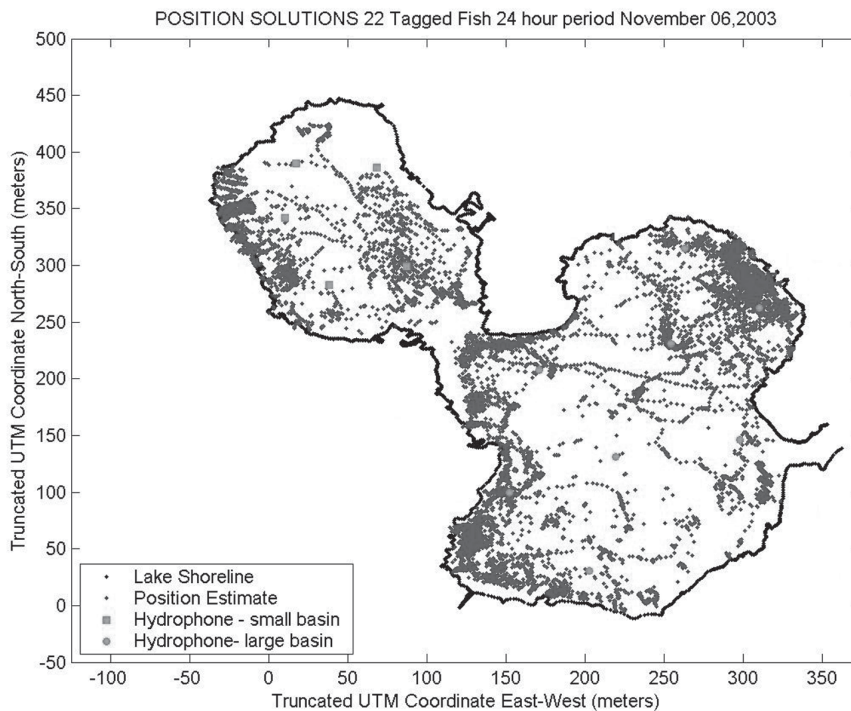 POSITION SOLUTIONS 22 Tagged Fish 24 hour period November 06,2003
500
450
400
350
300
250
200
150
100
50
0
-50
Truncated UTM Coordinate North-South (meters)
Lake Shoreline
Position Estimate
Hydrophone - small basin
Hydrophone- large basin
-100 -50 0 50 100 150 200 250 300 350
Truncated UTM Coordinate East-West (meters)